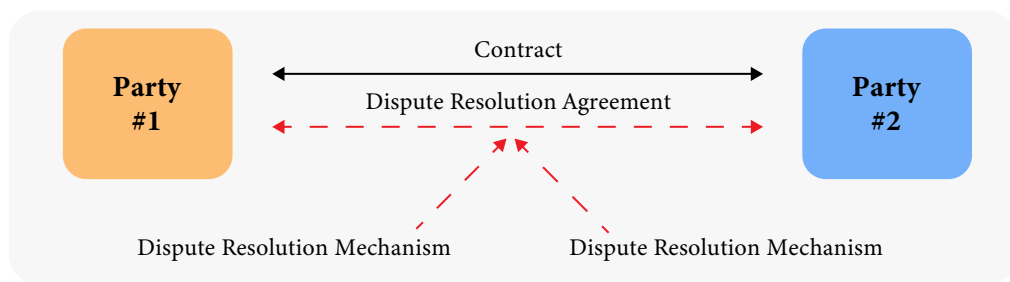 Contract
Party
#1
Party
#2
Dispute Resolution Agreement
Dispute Resolution Mechanism
Dispute Resolution Mechanism